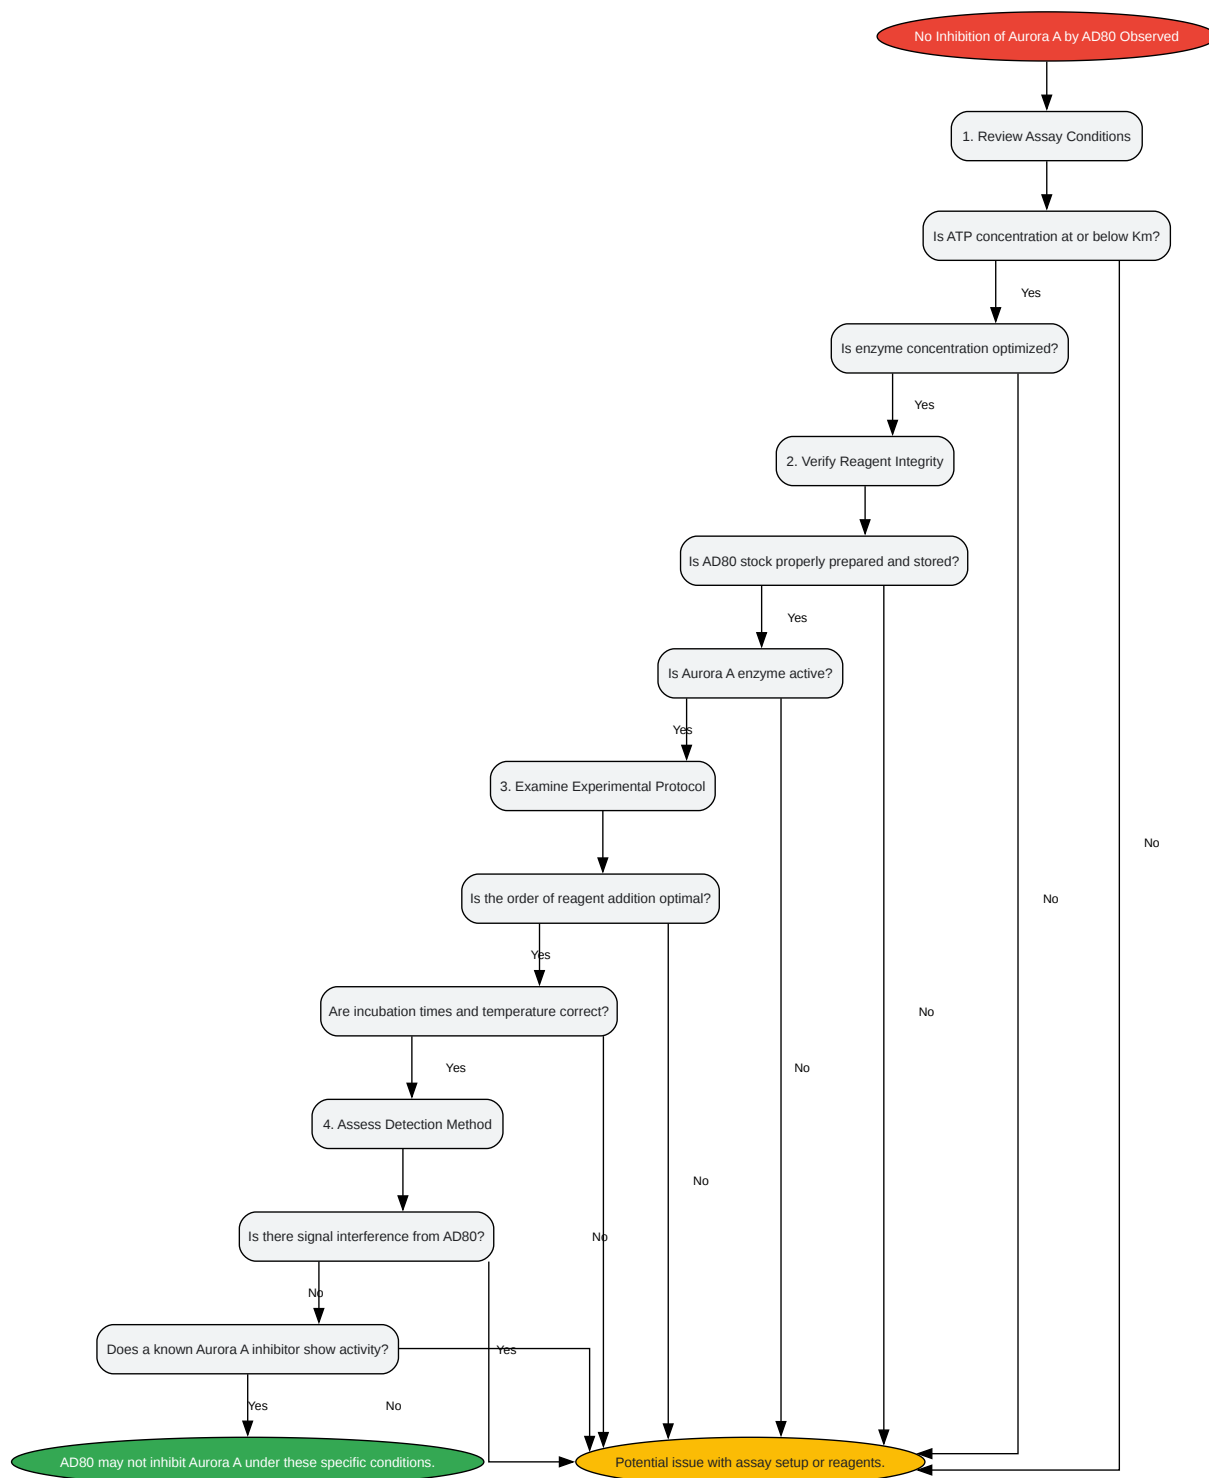 No Inhibition of Aurora A by AD80 Observed
1. Review Assay Conditions
Is ATP concentration at or below Km?
Yes
Is enzyme concentration optimized?
Yes
2. Verify Reagent Integrity
Is AD80 stock properly prepared and stored?
Yes
Is Aurora A enzyme active?
Yes
3. Examine Experimental Protocol
No
Is the order of reagent addition optimal?
No
Yes
Are incubation times and temperature correct?
No
Yes
No
4. Assess Detection Method
No
Is there signal interference from AD80?
No
No
Does a known Aurora A inhibitor show activity?
Yes
Yes
No
AD80 may not inhibit Aurora A under these specific conditions.
Potential issue with assay setup or reagents.